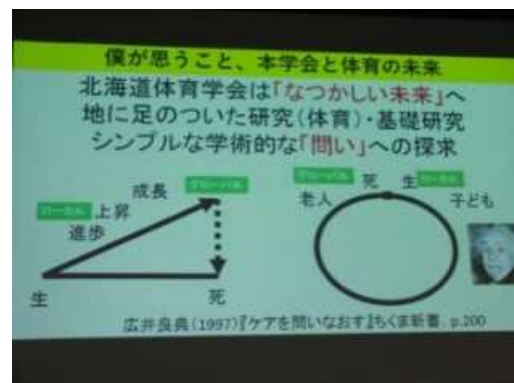 僕が思うこと、本学会と体育の未来
北海道体育学会は「なつかしい未来」へ
地に足のついた研究(体育)・基礎研究
シンプルな学術的な「問い」への探求
成長
グローバル
ローカル
上昇
進歩
生
死
グローバル
死
生
ローカル
老人
子ども
広井良典(1997)『ケアを問いなおす』ちくま新書、p.200